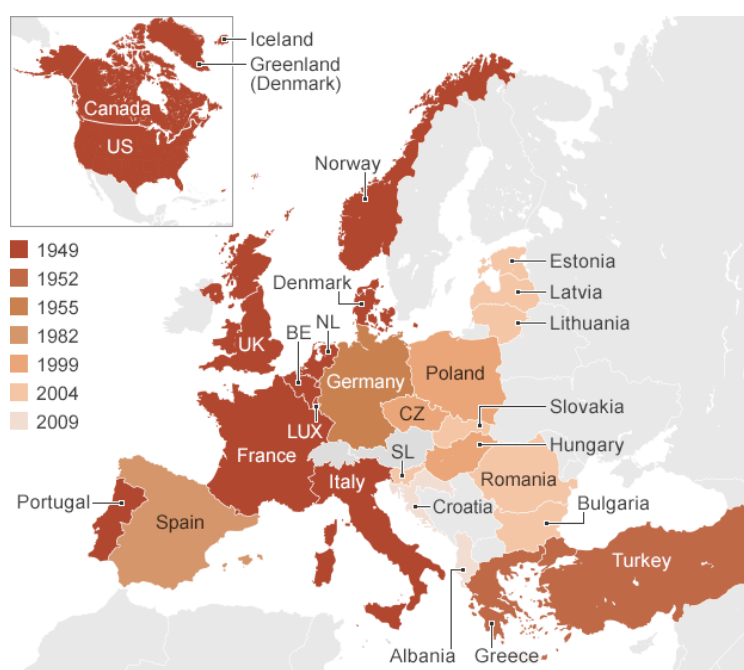 Iceland
Greenland
(Denmark)
Canada
US
Norway
1949
1952
1955
1982
1999
2004
2009
Estonia
Latvia
Lithuania
Denmark
NL
BE
UK
Germany
Poland
CZ
Slovakia
LUX
Hungary
France
SL
Italy
Romania
Portugal
Spain
Croatia
Bulgaria
Turkey
Albania
Greece